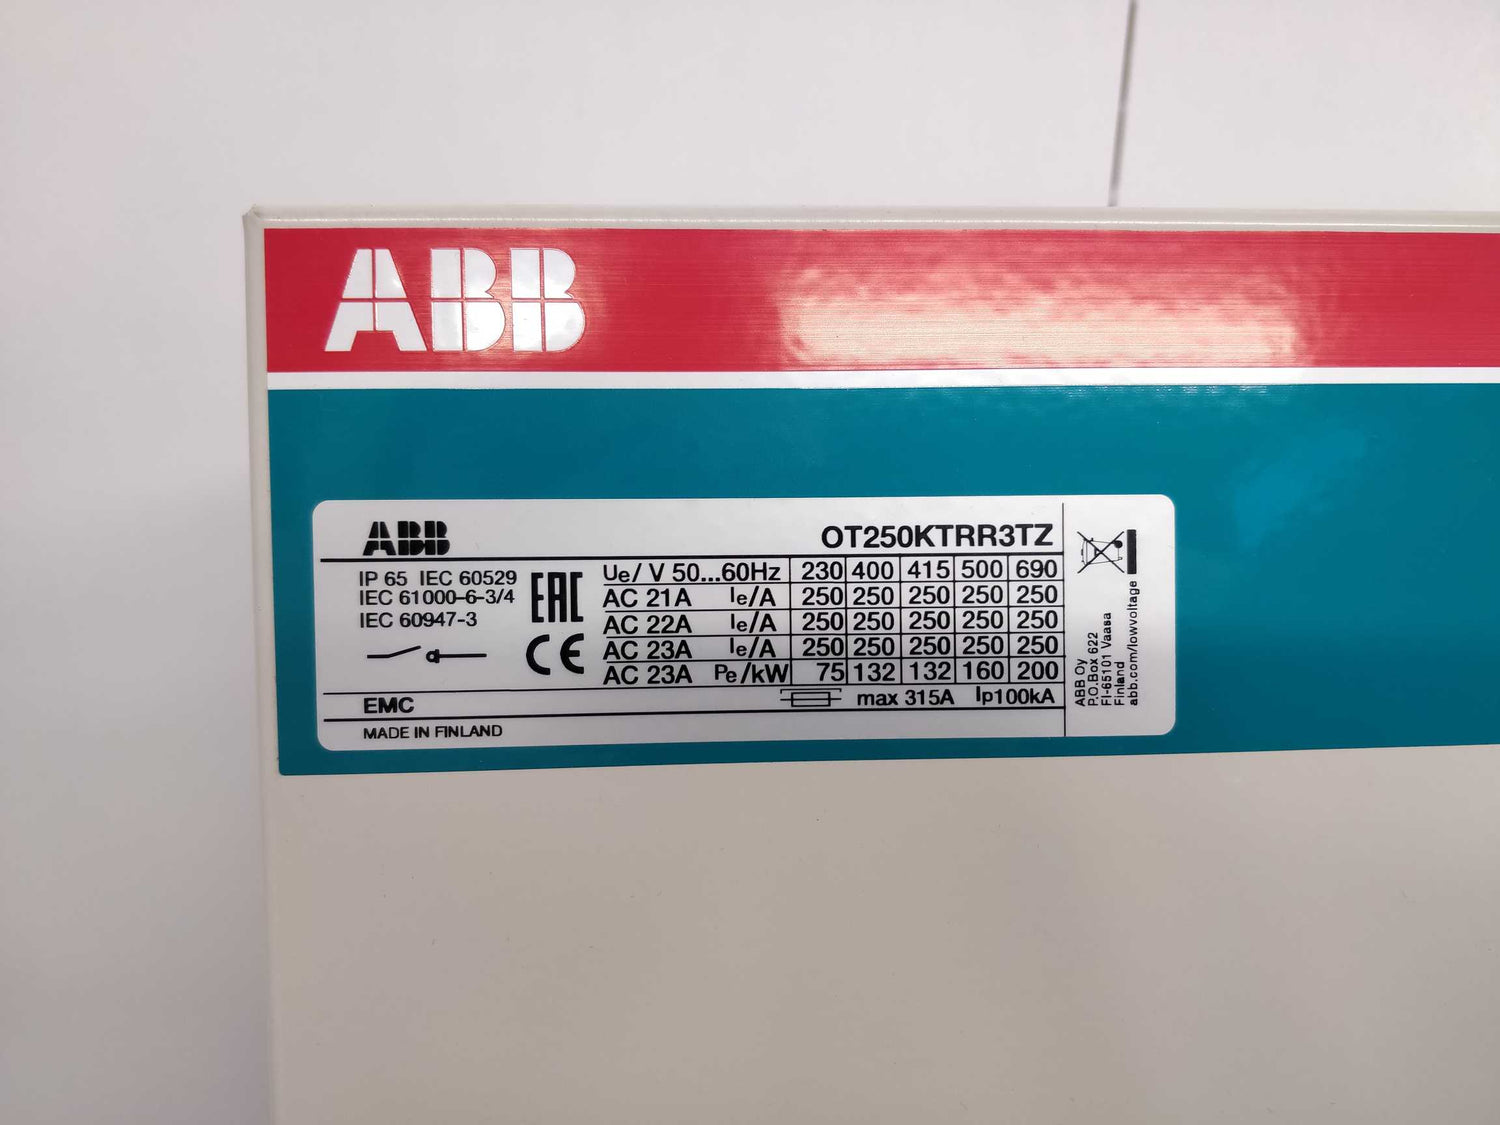 ABB
ABB OT250KTRR3TZ
IP 65 IEC 60529
IEC 61000-6-3/4
IEC 60947-3
EAC
CE
Ue/ V 50...60Hz 230 400 415 500 690
AC 21A Ie/A 250 250 250 250 250
AC 22A Ie/A 250 250 250 250 250
AC 23A Ie/A 250 250 250 250 250
AC 23A Pe/kW 75 132 132 160 200
EMC max 315A Ip100kA
MADE IN FINLAND
ABB Oy
P.O.Box 622
FI-65101 Vaasa
Finland
abb.com/lowvoltage